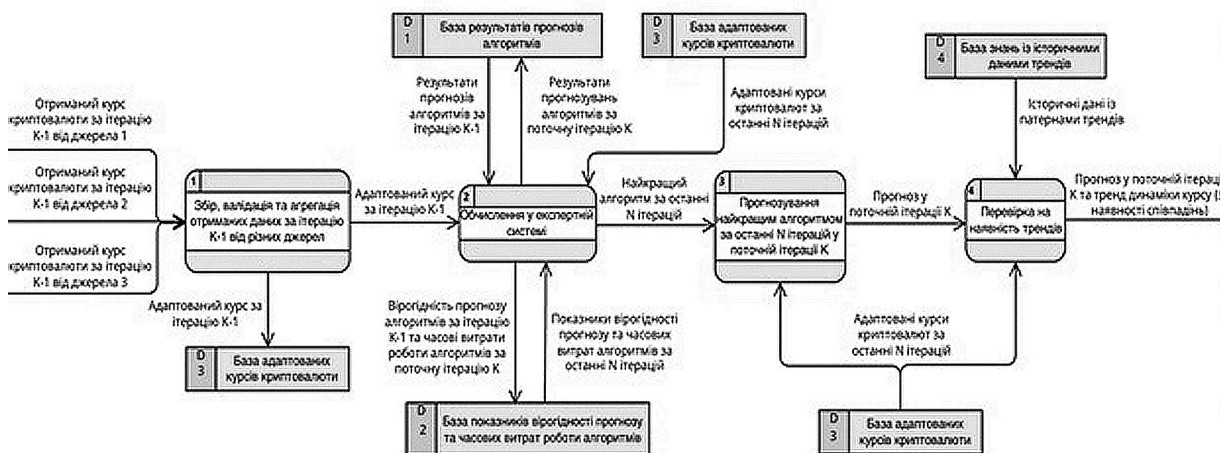 D
1
База результатів прогнозів
алгоритмів
D
3
База адаптованих
курсів криптовалюти
D
4
База знань із історичними
даними трендів
Результати
прогнозів
алгоритмів за
ітерацію К-1
Результати
прогнозувань
алгоритмів за
поточну ітерацію К
Адаптовані курси
криптовалют за
останні N ітерацій
Історичні дані із
патернами трендів
Отриманий курс
криптовалюти за ітерацію
К-1 від джерела 1
Отриманий курс
криптовалюти за ітерацію
К-1 від джерела 2
Отриманий курс
криптовалюти за ітерацію
К-1 від джерела 3
1
Збір, валідація та агрегація
отриманих даних за ітерацію
К-1 від різних джерел
Адаптований курс
за ітерацію К-1
2
Обчислення у експертній
системі
Найкращий
алгоритм за останні
N ітерацій
3
Прогнозування
найкращим алгоритмом
за останні N ітерацій у
поточній ітерації К
Прогноз у
поточній ітерації К
4
Перевірка на
наявність трендів
Прогноз у поточній ітерації
К та тренд динаміки курсу (з
наявності співпадінь)
Адаптований курс за
ітерацію К-1
D
3
База адаптованих
курсів криптовалюти
Вірогідність прогнозу
алгоритмів за ітерацію
К-1 та часові витрати
роботи алгоритмів за
поточну ітерацію К
Показники вірогідності
прогнозу та часових
витрат алгоритмів за
останні N ітерацій
D
2
База показників вірогідності прогнозу
та часових витрат роботи алгоритмів
Адаптовані курси
криптовалют за
останні N ітерацій
D
3
База адаптованих
курсів криптовалюти